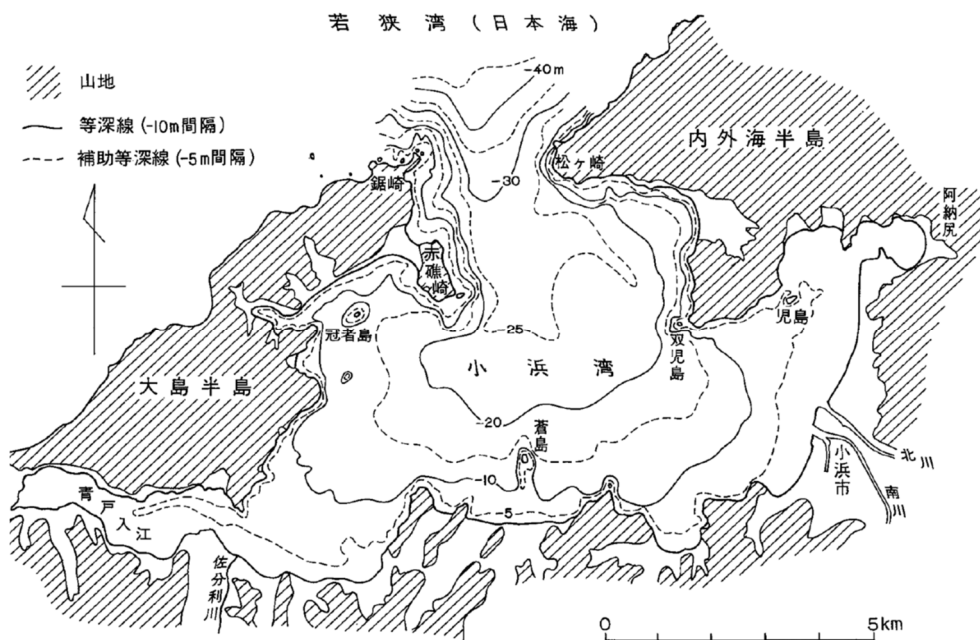 若狭湾(日本海)
山地
等深線(-10m間隔)
補助等深線(-5m間隔)
-40m
-30
内外海半島
松ヶ崎
鋸崎
阿納尻
赤礁崎
冠者島
25
双児島
児島
小浜湾
大島半島
-20
蒼島
-10
5
北川
小浜市
南川
青戸入江
佐分利川
0
5km